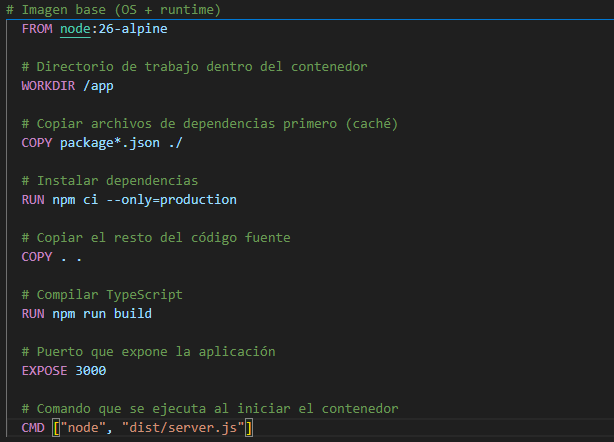 # Imagen base (OS + runtime)
FROM node:26-alpine
# Directorio de trabajo dentro del contenedor
WORKDIR /app
# Copiar archivos de dependencias primero (caché)
COPY package*.json ./
# Instalar dependencias
RUN npm ci --only=production
# Copiar el resto del código fuente
COPY . .
# Compilar TypeScript
RUN npm run build
# Puerto que expone la aplicación
EXPOSE 3000
# Comando que se ejecuta al iniciar el contenedor
CMD ["node", "dist/server.js"]